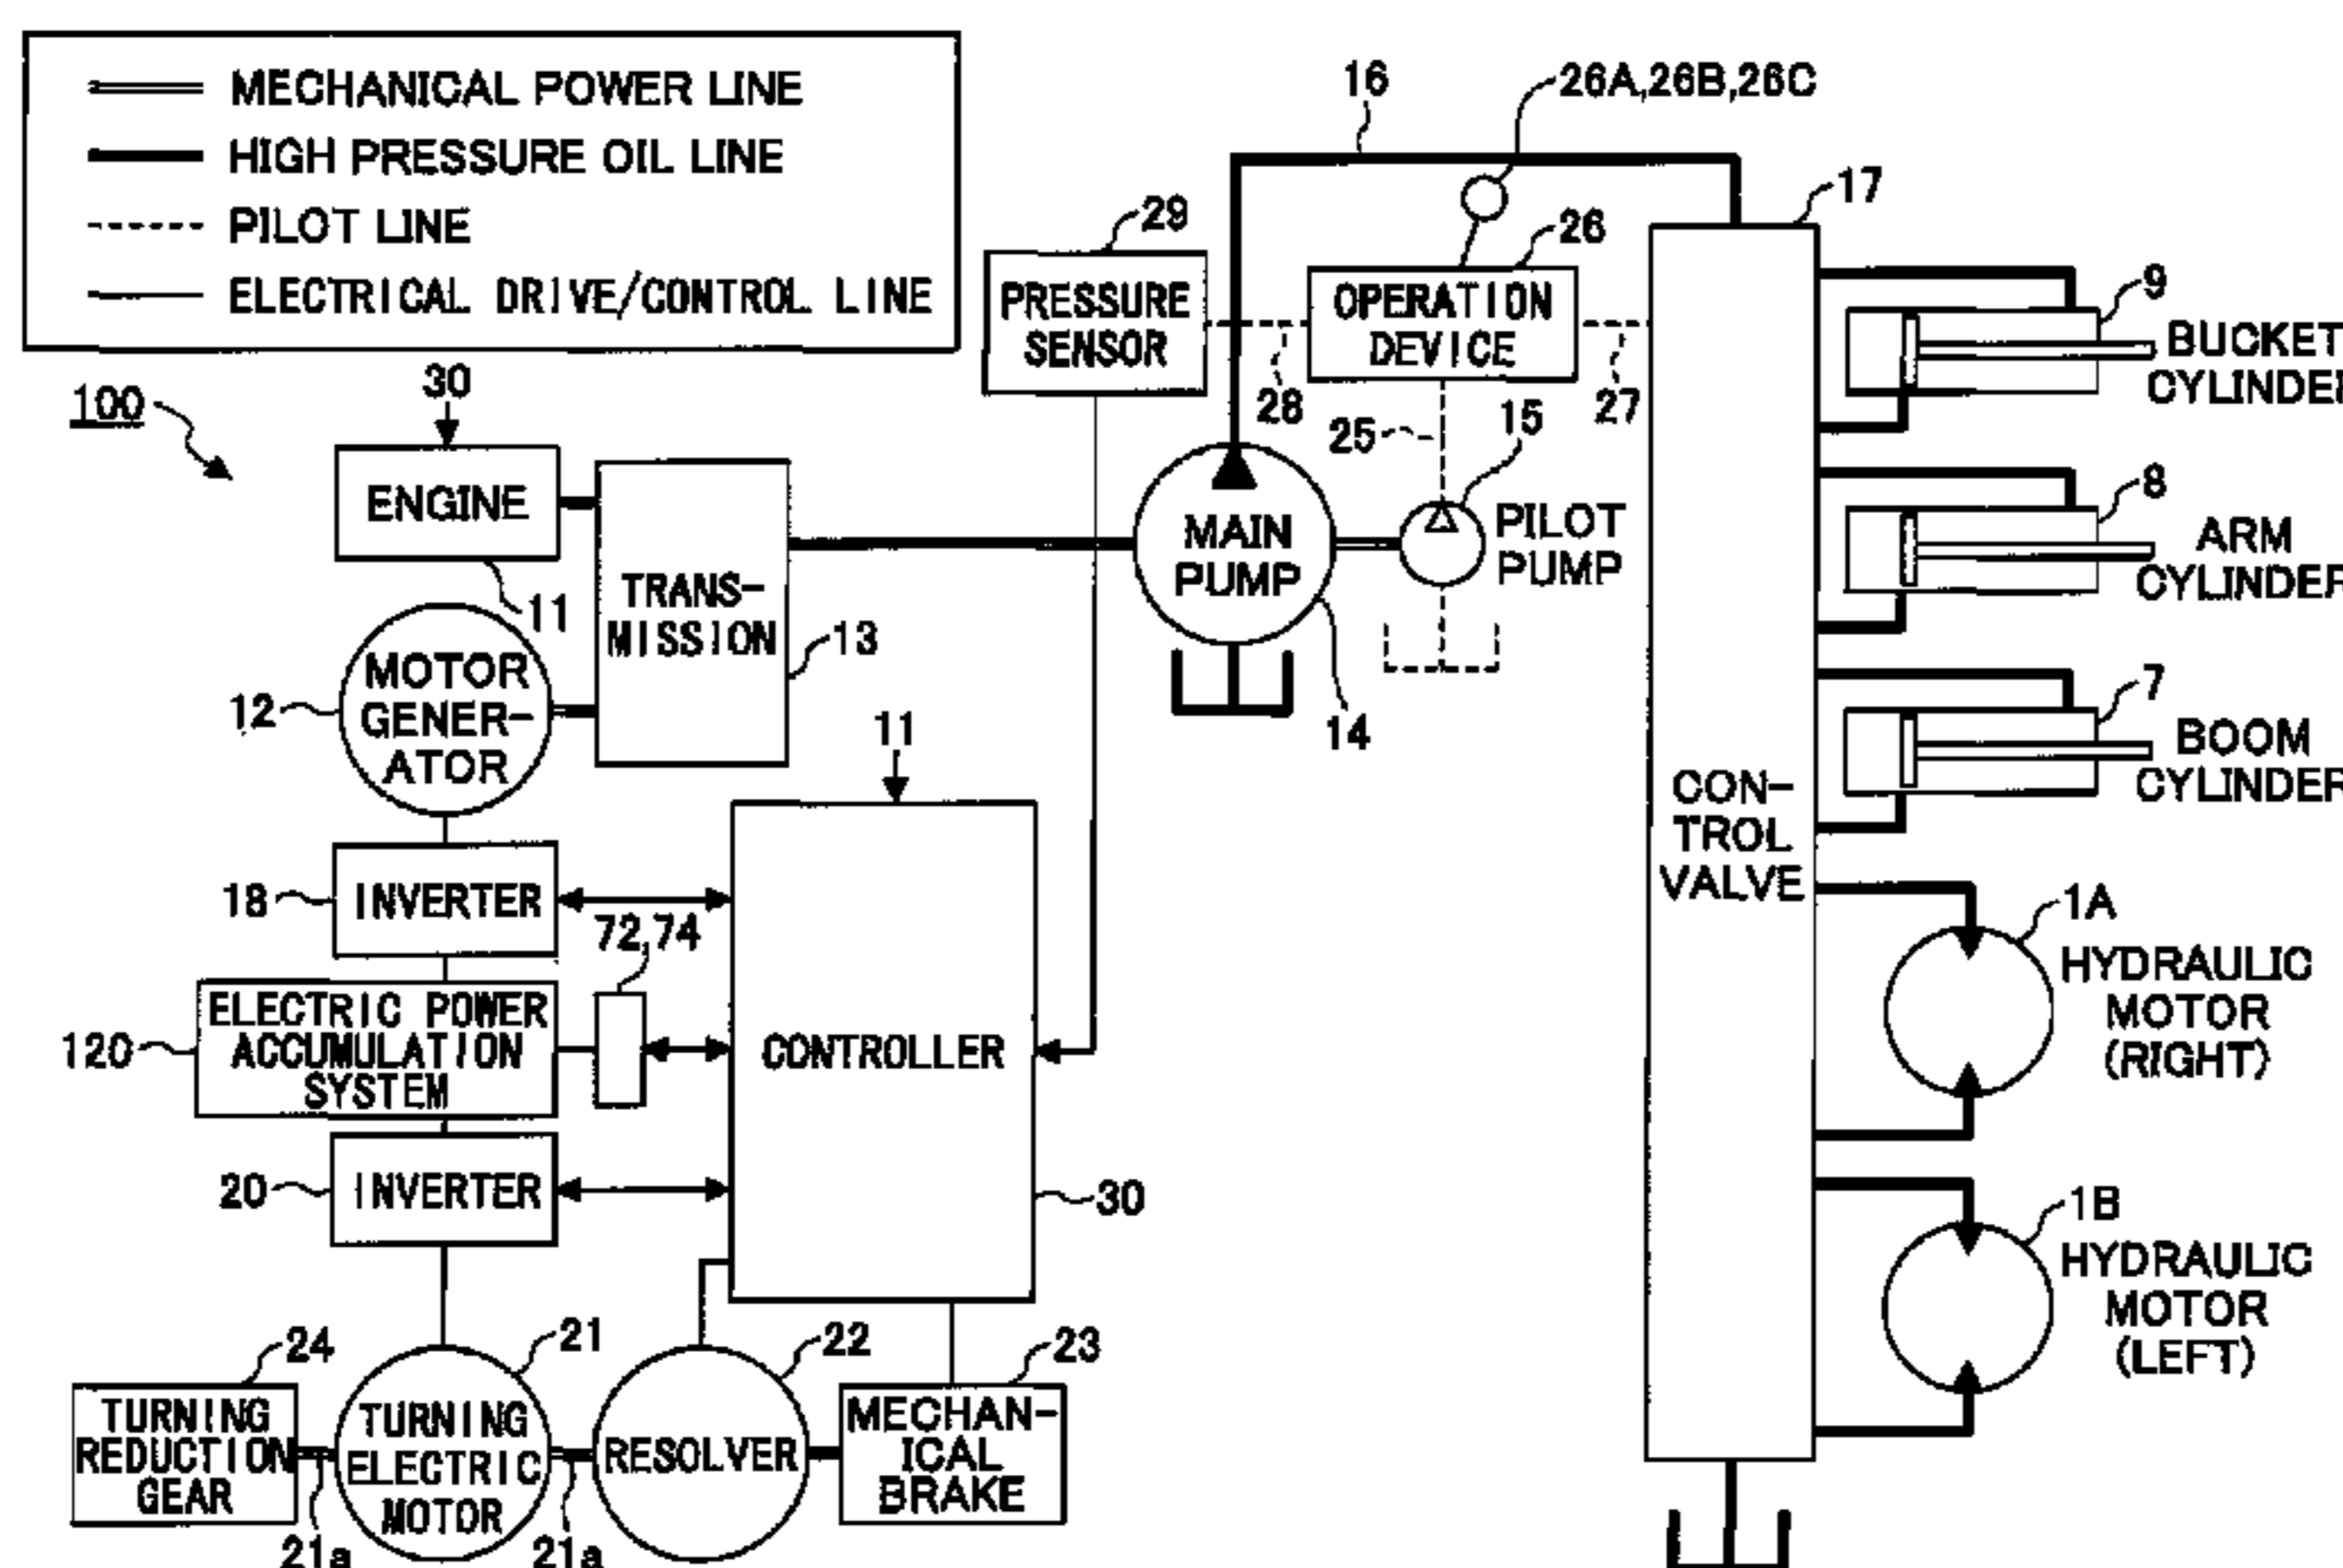 MECHANICAL POWER LINE
HIGH PRESSURE OIL LINE
PILOT LINE
ELECTRICAL DRIVE/CONTROL LINE
100
30
ENGINE
11
TRANS-
MISSION
13
12
MOTOR
GENER-
ATOR
18
INVERTER
72,74
120
ELECTRIC POWER
ACCUMULATION
SYSTEM
20
INVERTER
11
CONTROLLER
30
24
TURNING
REDUCTION
GEAR
21a
21
TURNING
ELECTRIC
MOTOR
21a
22
RESOLVER
23
MECHAN-
ICAL
BRAKE
29
PRESSURE
SENSOR
28
16
26A,26B,26C
26
OPERATION
DEVICE
27
25
15
PILOT
PUMP
MAIN
PUMP
14
17
CON-
TROL
VALVE
9
BUCKET
CYLINDER
8
ARM
CYLINDER
7
BOOM
CYLINDER
1A
HYDRAULIC
MOTOR
(RIGHT)
1B
HYDRAULIC
MOTOR
(LEFT)